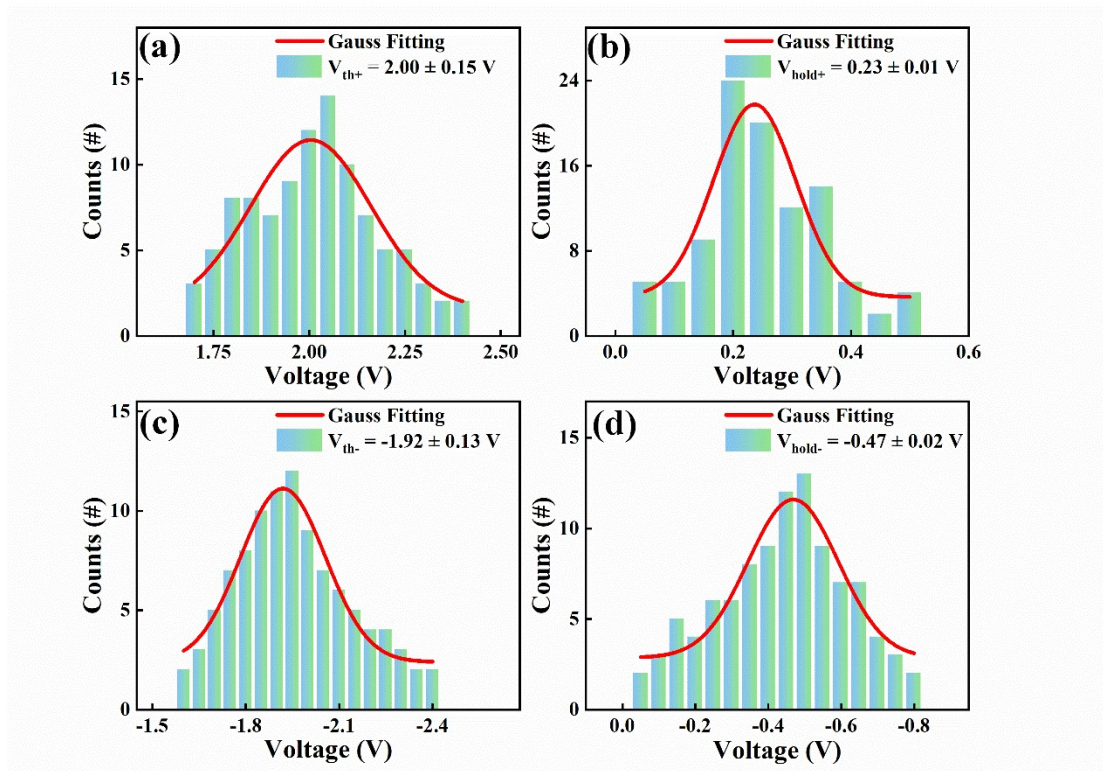 (a)
Gauss Fitting
Vth+ = 2.00 ± 0.15 V
Counts (#)
15
10
5
0
1.75 2.00 2.25 2.50
Voltage (V)
(b)
Gauss Fitting
Vhold+ = 0.23 ± 0.01 V
Counts (#)
24
16
8
0
0.0 0.2 0.4 0.6
Voltage (V)
(c)
Gauss Fitting
Vth- = -1.92 ± 0.13 V
Counts (#)
15
10
5
0
-1.5 -1.8 -2.1 -2.4
Voltage (V)
(d)
Gauss Fitting
Vhold- = -0.47 ± 0.02 V
Counts (#)
15
10
5
0
0.0 -0.2 -0.4 -0.6 -0.8
Voltage (V)